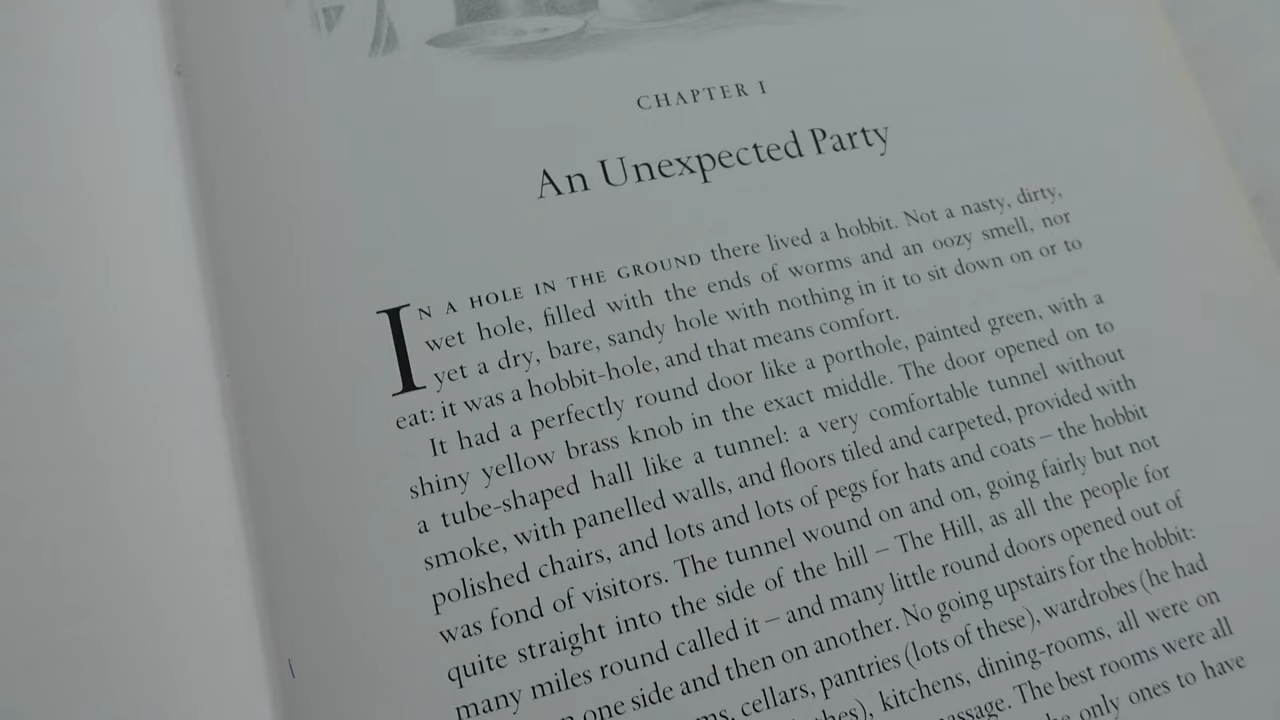 CHAPTER I
An Unexpected Party
IN A HOLE IN THE GROUND there lived a hobbit. Not a nasty, dirty,
wet hole, filled with the ends of worms and an oozy smell, nor
yet a dry, bare, sandy hole with nothing in it to sit down on or to
eat: it was a hobbit-hole, and that means comfort.
It had a perfectly round door like a porthole, painted green, with a
shiny yellow brass knob in the exact middle. The door opened on to
a tube-shaped hall like a tunnel: a very comfortable tunnel without
smoke, with panelled walls, and floors tiled and carpeted, provided with
polished chairs, and lots and lots of pegs for hats and coats – the hobbit
was fond of visitors. The tunnel wound on and on, going fairly but not
quite straight into the side of the hill – The Hill, as all the people for
many miles round called it – and many little round doors opened out of
one side and then on another. No going upstairs for the hobbit:
cellars, pantries (lots of these), wardrobes (he had
kitchens, dining-rooms, all were on
The best rooms were all
only ones to have